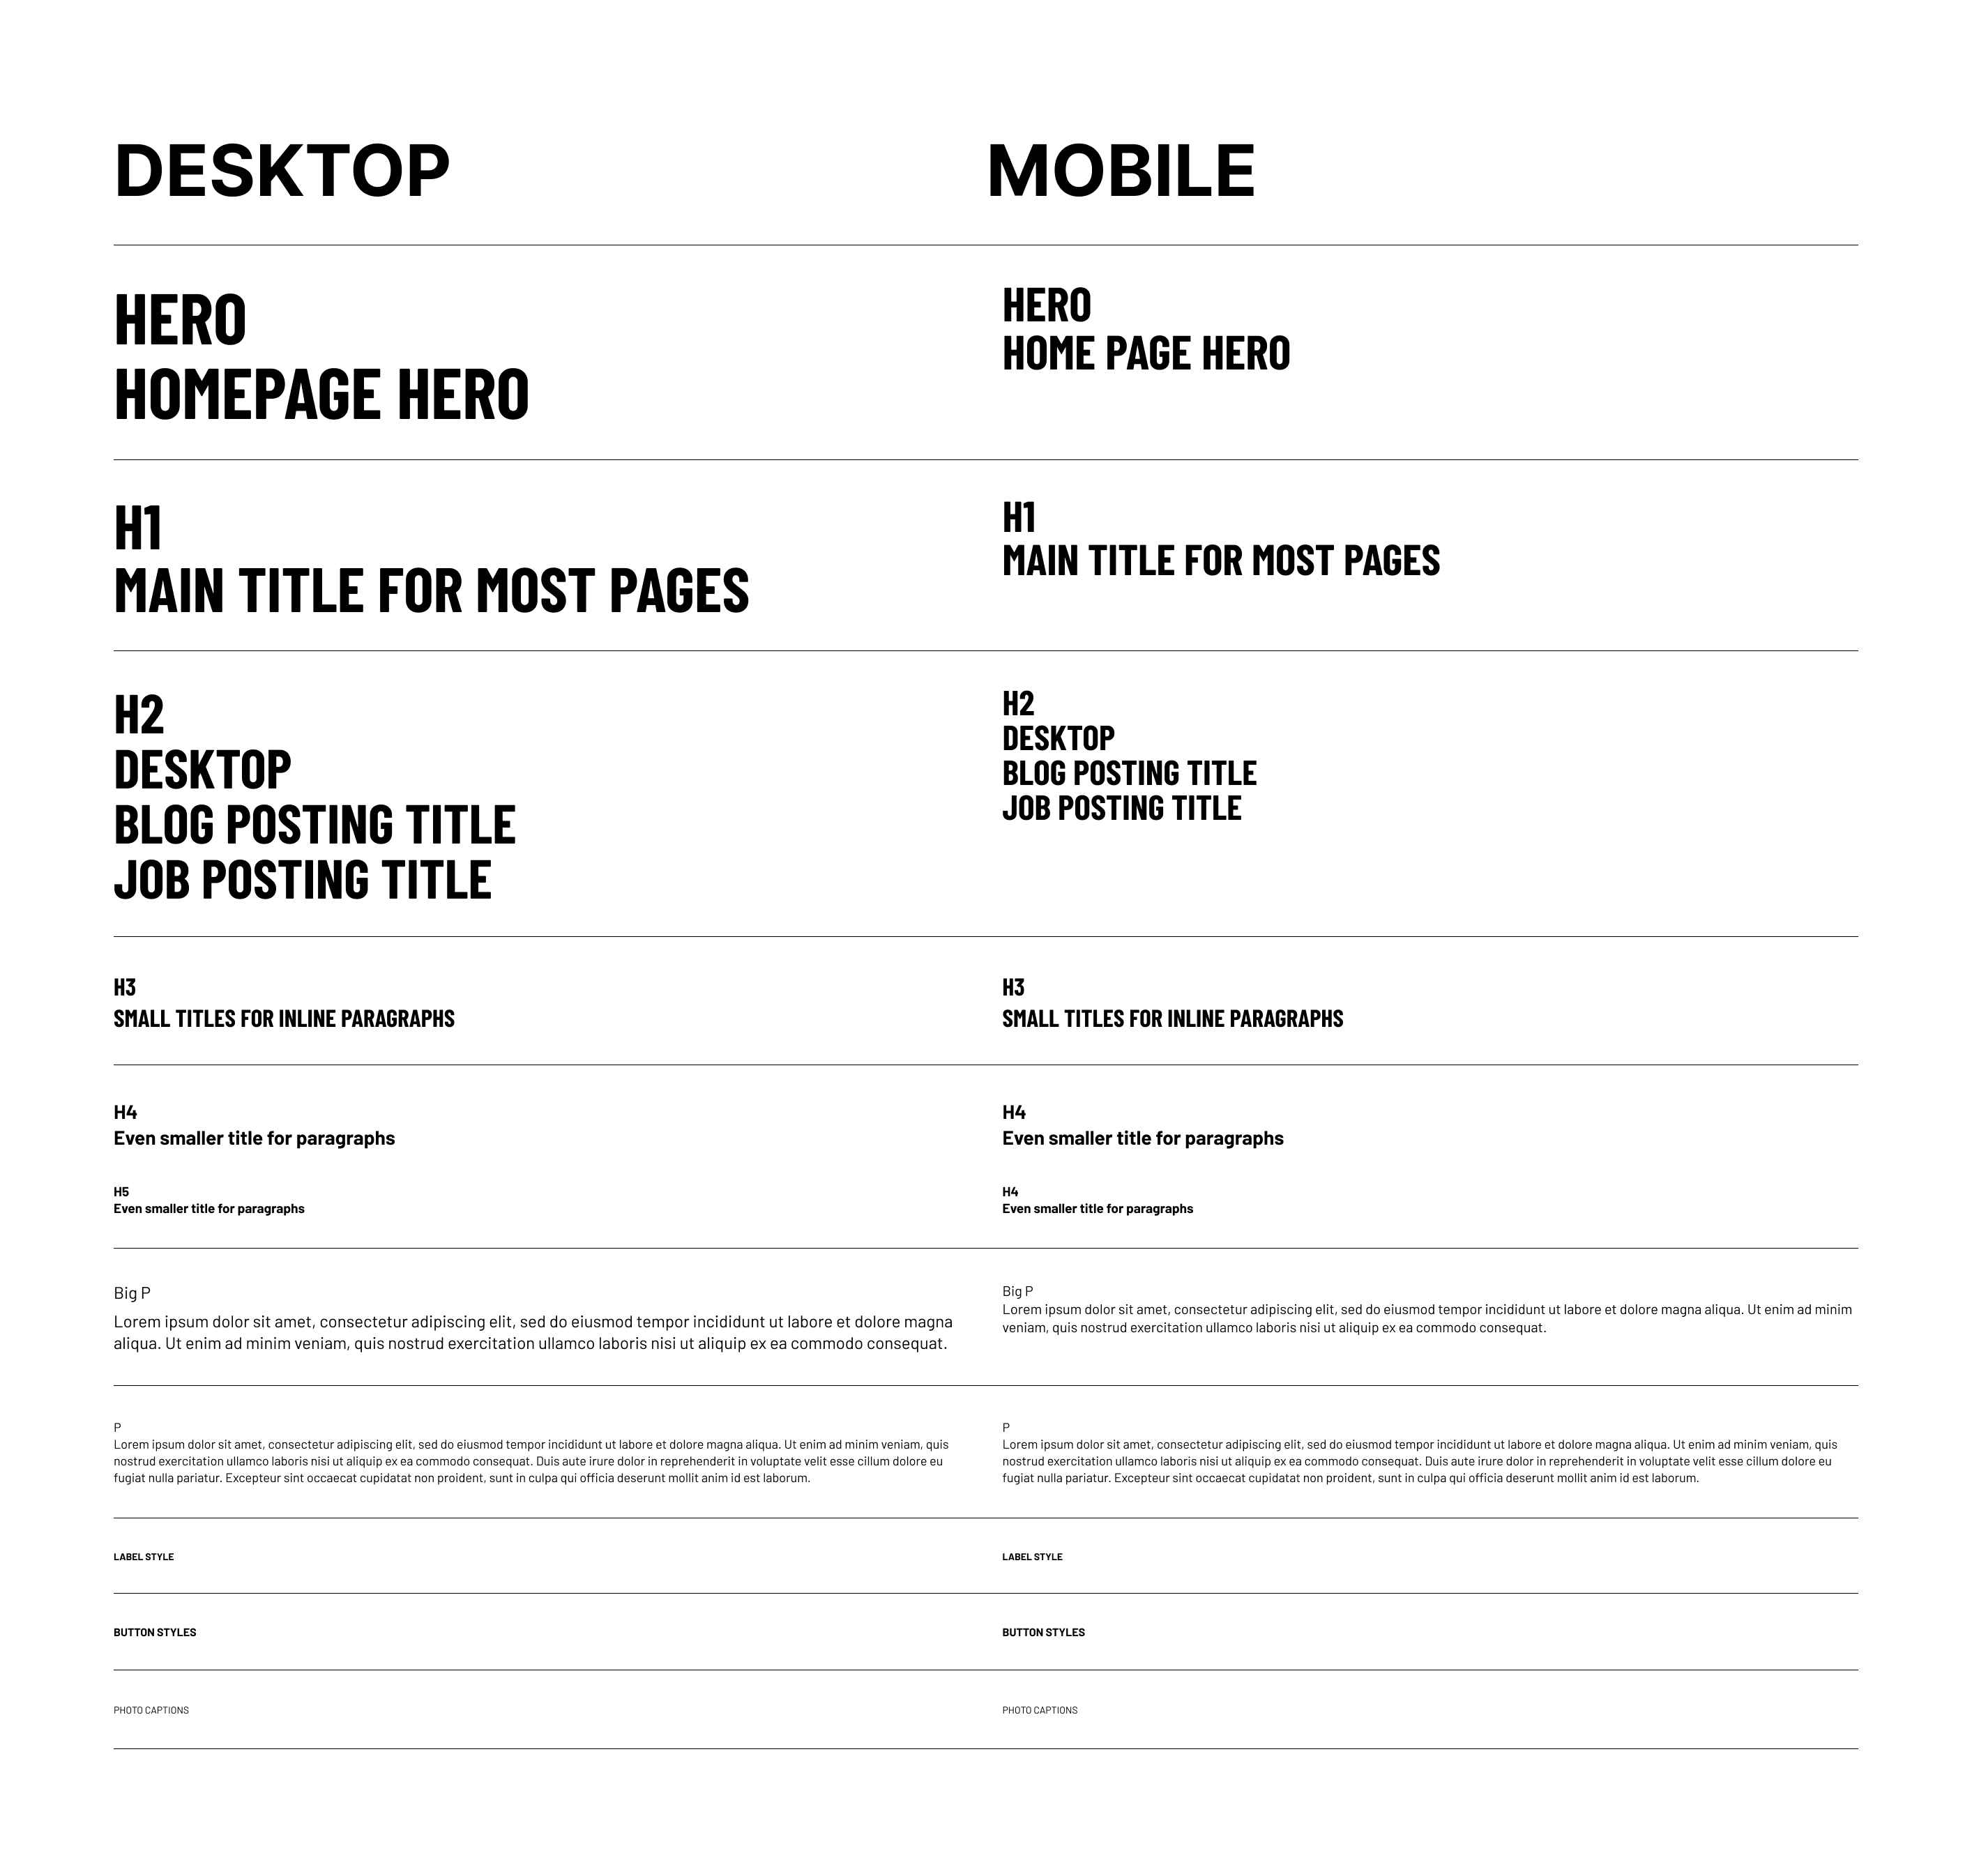 DESKTOP
MOBILE
HERO
HOMEPAGE HERO
HERO
HOME PAGE HERO
H1
MAIN TITLE FOR MOST PAGES
H1
MAIN TITLE FOR MOST PAGES
H2
DESKTOP
BLOG POSTING TITLE
JOB POSTING TITLE
H2
DESKTOP
BLOG POSTING TITLE
JOB POSTING TITLE
H3
SMALL TITLES FOR INLINE PARAGRAPHS
H3
SMALL TITLES FOR INLINE PARAGRAPHS
H4
Even smaller title for paragraphs
H5
Even smaller title for paragraphs
H4
Even smaller title for paragraphs
H4
Even smaller title for paragraphs
Big P
Lorem ipsum dolor sit amet, consectetur adipiscing elit, sed do eiusmod tempor incididunt ut labore et dolore magna
aliqua. Ut enim ad minim veniam, quis nostrud exercitation ullamco laboris nisi ut aliquip ex ea commodo consequat.
Big P
Lorem ipsum dolor sit amet, consectetur adipiscing elit, sed do eiusmod tempor incididunt ut labore et dolore magna aliqua. Ut enim ad minim
veniam, quis nostrud exercitation ullamco laboris nisi ut aliquip ex ea commodo consequat.
P
Lorem ipsum dolor sit amet, consectetur adipiscing elit, sed do eiusmod tempor incididunt ut labore et dolore magna aliqua. Ut enim ad minim veniam, quis
nostrud exercitation ullamco laboris nisi ut aliquip ex ea commodo consequat. Duis aute irure dolor in reprehenderit in voluptate velit esse cillum dolore eu
fugiat nulla pariatur. Excepteur sint occaecat cupidatat non proident, sunt in culpa qui officia deserunt mollit anim id est laborum.
P
Lorem ipsum dolor sit amet, consectetur adipiscing elit, sed do eiusmod tempor incididunt ut labore et dolore magna aliqua. Ut enim ad minim veniam, quis
nostrud exercitation ullamco laboris nisi ut aliquip ex ea commodo consequat. Duis aute irure dolor in reprehenderit in voluptate velit esse cillum dolore eu
fugiat nulla pariatur. Excepteur sint occaecat cupidatat non proident, sunt in culpa qui officia deserunt mollit anim id est laborum.
LABEL STYLE
LABEL STYLE
BUTTON STYLES
BUTTON STYLES
PHOTO CAPTIONS
PHOTO CAPTIONS